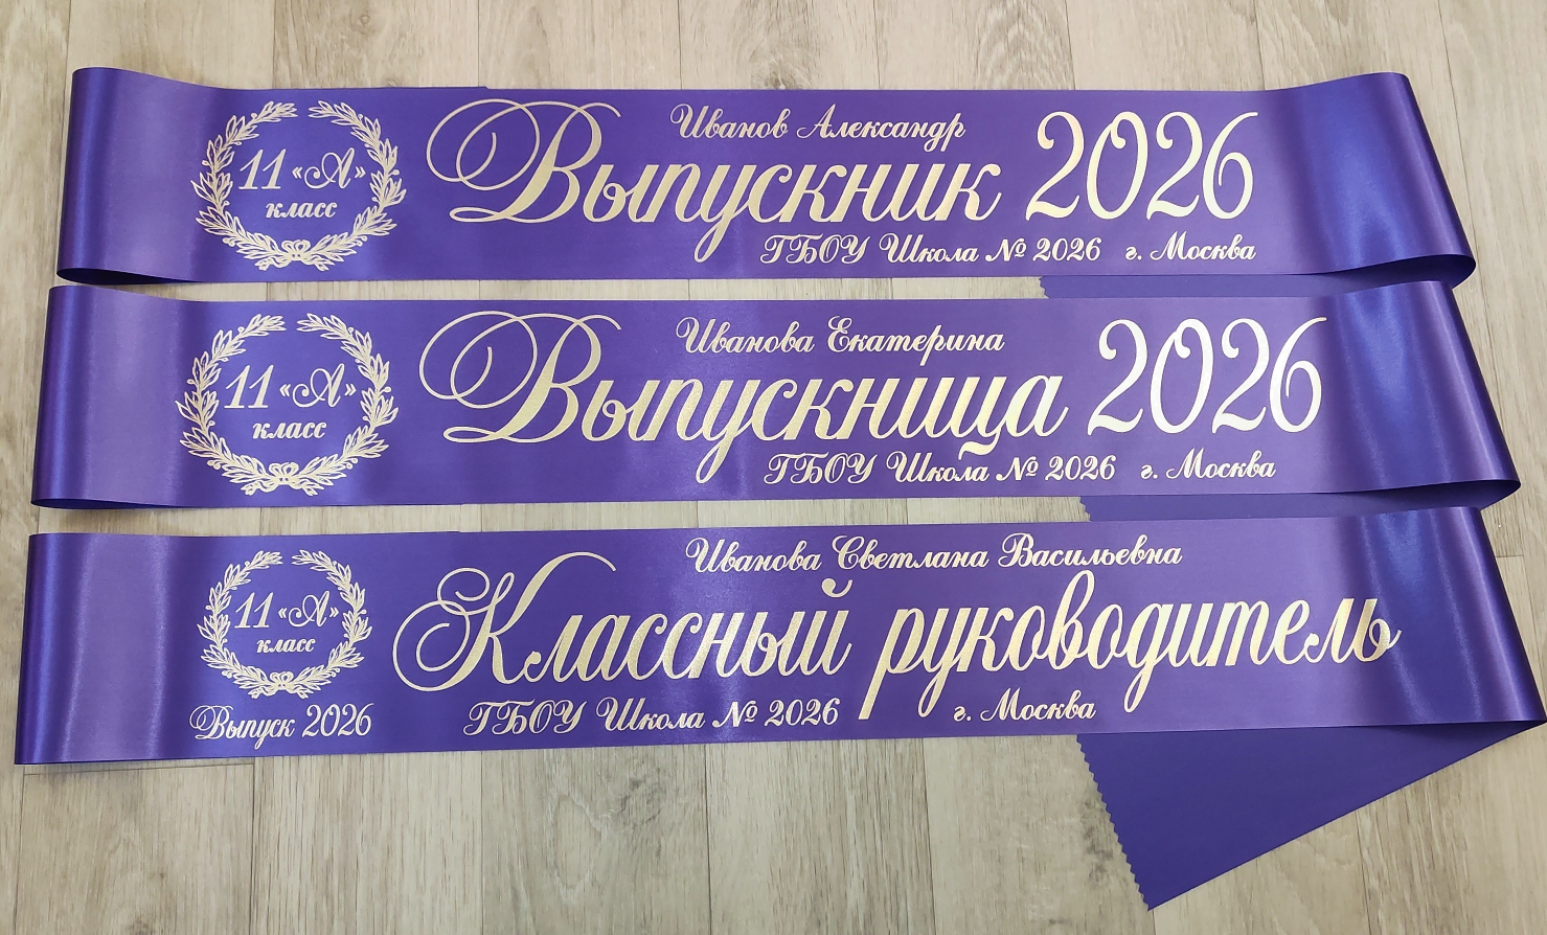 11 «А»
класс
Иванов Александр
Выпускник 2026
ГБОУ Школа № 2026 г. Москва
11 «А»
класс
Иванова Екатерина
Выпускница 2026
ГБОУ Школа № 2026 г. Москва
11 «А»
класс
Выпуск 2026
Иванова Светлана Васильевна
Классный руководитель
ГБОУ Школа № 2026 г. Москва